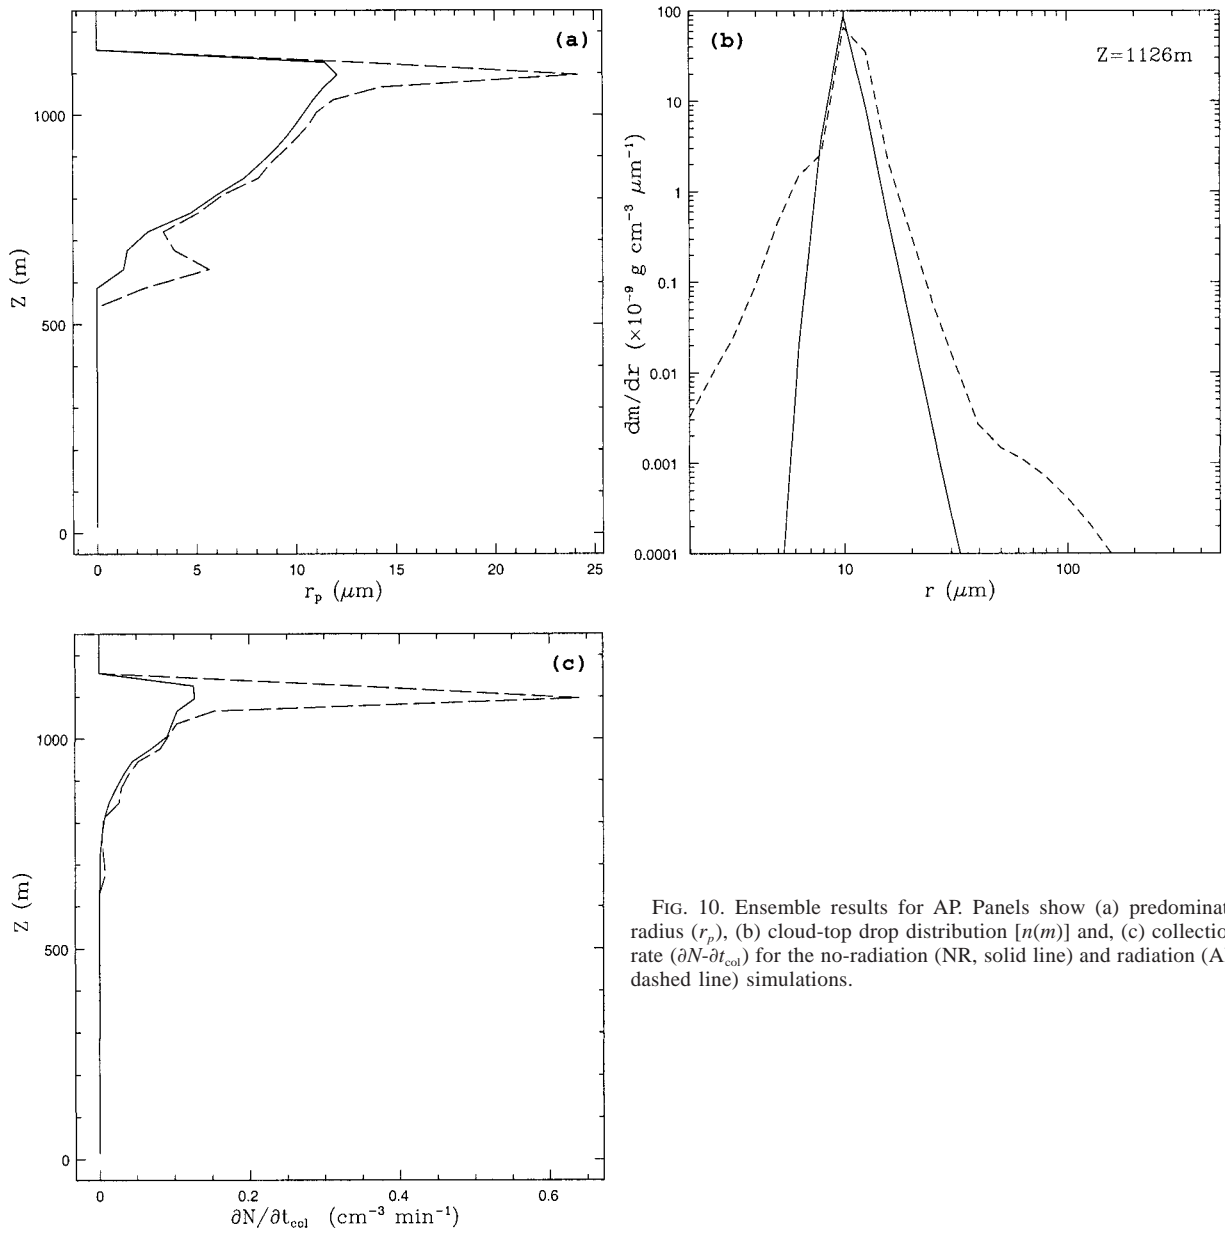 (a)
1000
500
0
Z (m)
0 5 10 15 20 25
r_p (μm)
(b)
Z=1126m
100
10
1
0.1
0.01
0.001
0.0001
dm/dr (×10⁻⁹ g cm⁻³ μm⁻¹)
10 100
r (μm)
(c)
1000
500
0
Z (m)
0 0.2 0.4 0.6
∂N/∂t_col (cm⁻³ min⁻¹)
FIG. 10. Ensemble results for AP. Panels show (a) predominat
radius (r_p), (b) cloud-top drop distribution [n(m)] and, (c) collectio
rate (∂N-∂t_col) for the no-radiation (NR, solid line) and radiation (A
dashed line) simulations.